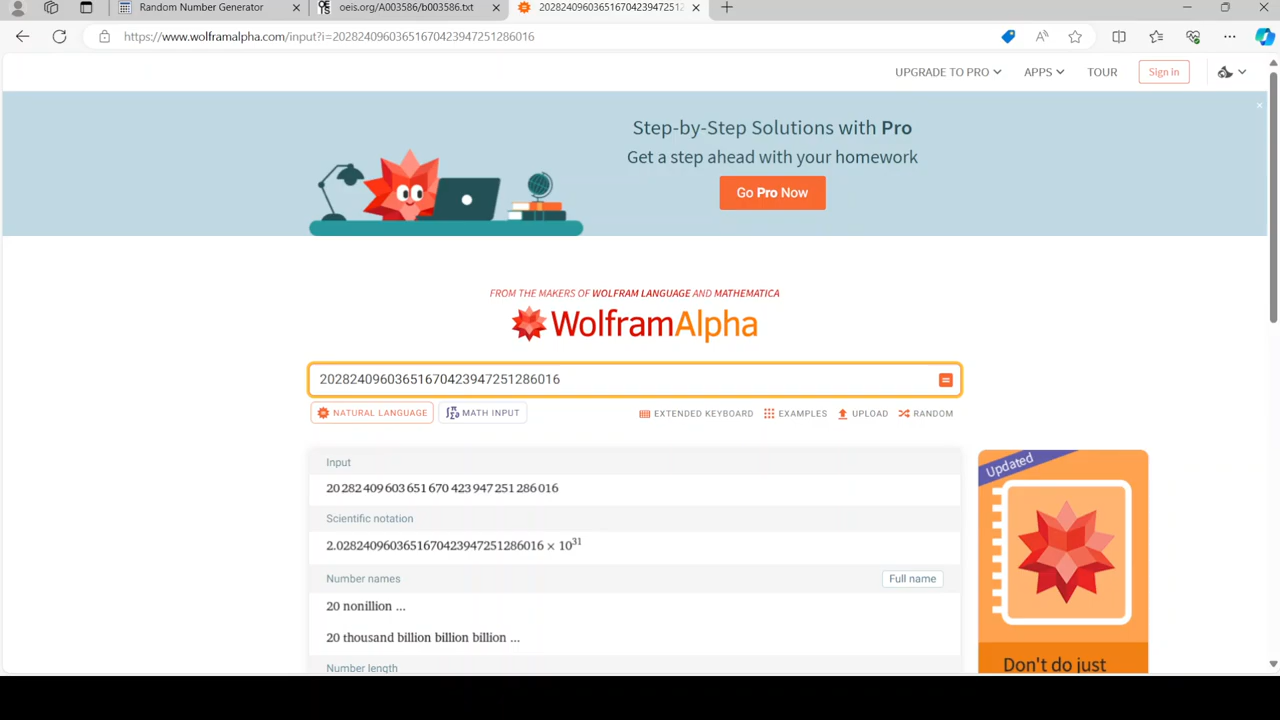 Random Number Generator
oeis.org/A003586/b003586.txt
20282409603651670423947251286016
https://www.wolframalpha.com/input?i=20282409603651670423947251286016
UPGRADE TO PRO APPS TOUR Sign in
Step-by-Step Solutions with Pro
Get a step ahead with your homework
Go Pro Now
FROM THE MAKERS OF WOLFRAM LANGUAGE AND MATHEMATICA
WolframAlpha
20282409603651670423947251286016
NATURAL LANGUAGE MATH INPUT EXTENDED KEYBOARD EXAMPLES UPLOAD RANDOM
Input
20 282 409 603 651 670 423 947 251 286 016
Scientific notation
2.0282409603651670423947251286016 × 10^31
Number names Full name
20 nonillion ...
20 thousand billion billion billion ...
Number length
Updated
Don't do just